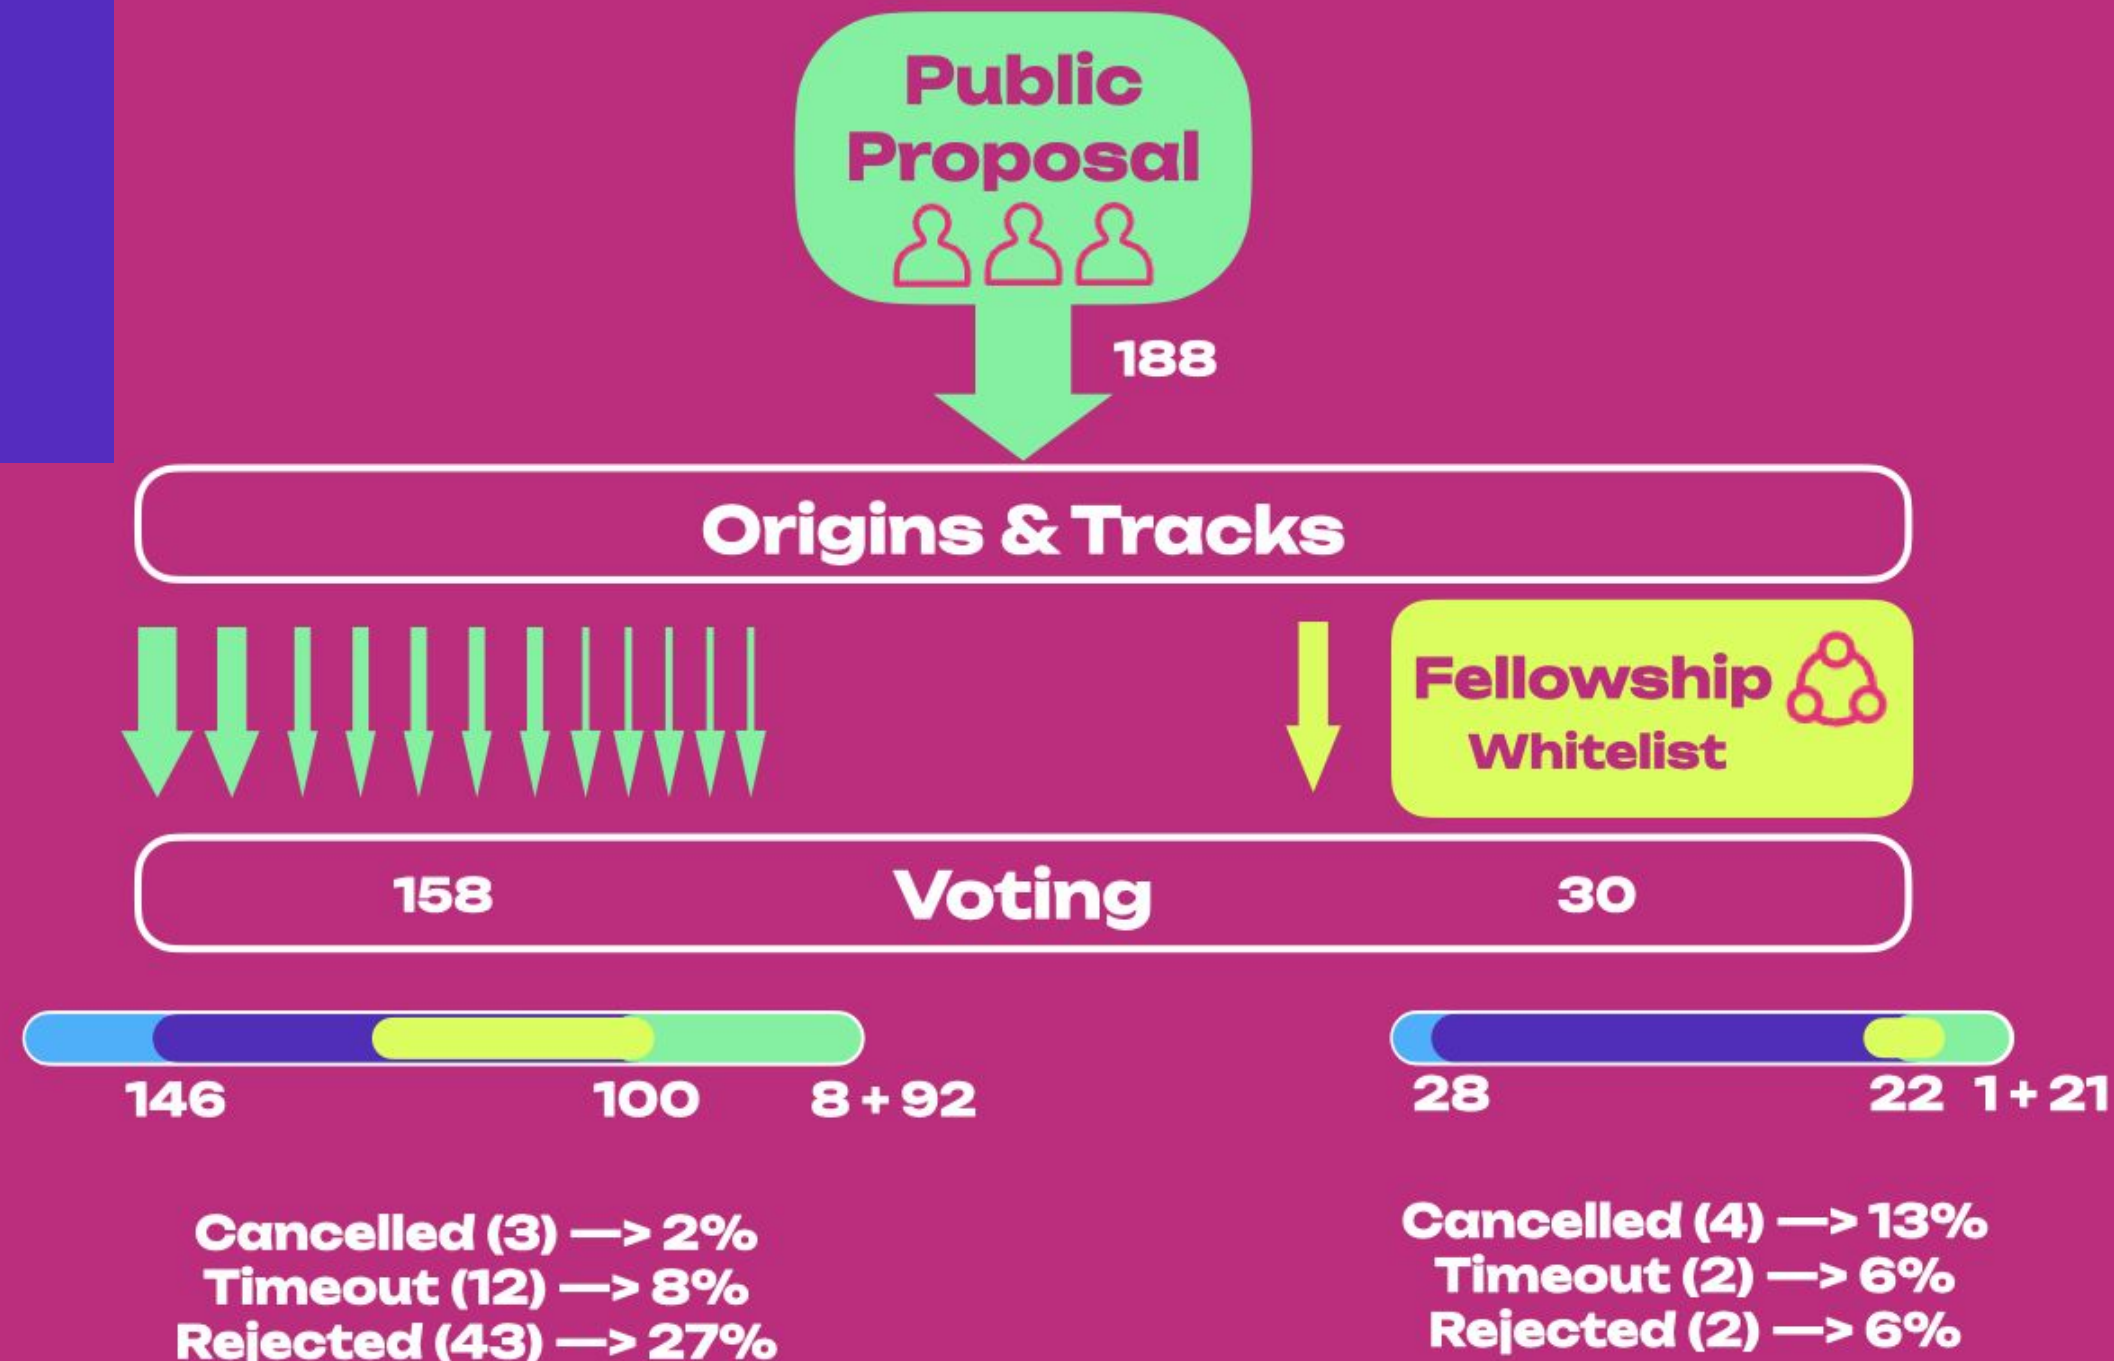 Public
Proposal
188
Origins & Tracks
Fellowship
Whitelist
158
Voting
30
146
100
8 + 92
28
22
1 + 21
Cancelled (3) —> 2%
Timeout (12) —> 8%
Rejected (43) —> 27%
Cancelled (4) —> 13%
Timeout (2) —> 6%
Rejected (2) —> 6%